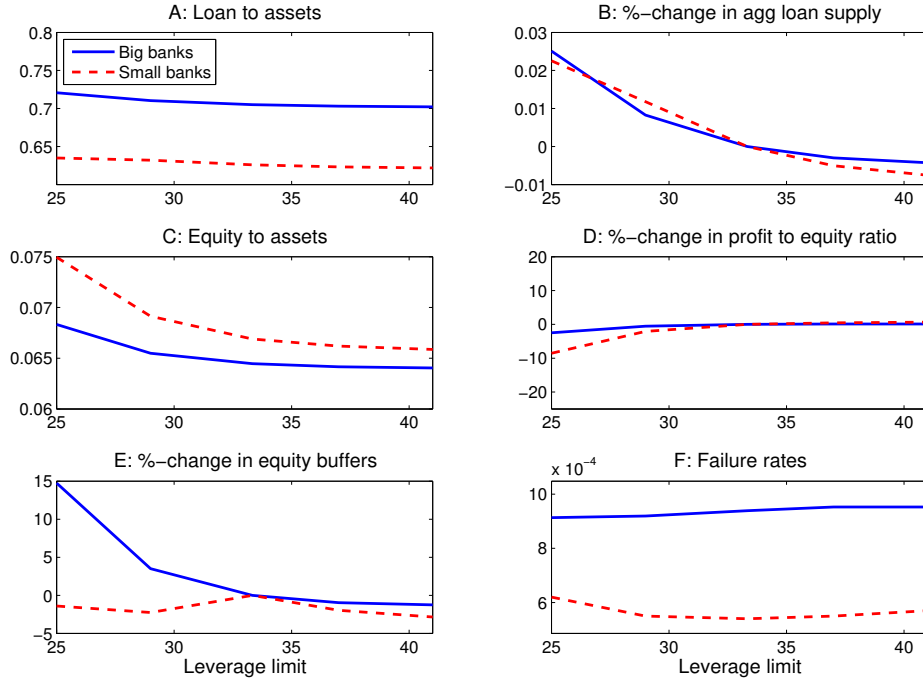 A: Loan to assets
0.8
0.75
0.7
0.65
25 30 35 40
Big banks
Small banks
B: %−change in agg loan supply
0.03
0.02
0.01
0
−0.01
25 30 35 40
C: Equity to assets
0.075
0.07
0.065
0.06
25 30 35 40
D: %−change in profit to equity ratio
20
10
0
−10
−20
25 30 35 40
E: %−change in equity buffers
15
10
5
0
−5
25 30 35 40
Leverage limit
F: Failure rates
x 10⁻⁴
10
8
6
25 30 35 40
Leverage limit